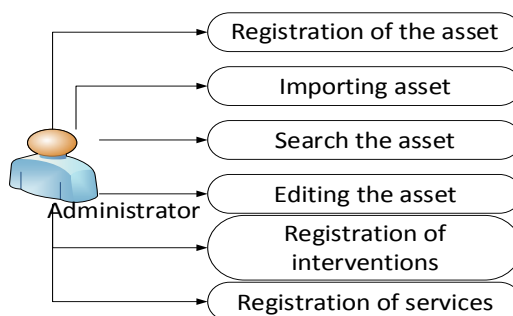 Registration of the asset
Importing asset
Search the asset
Editing the asset
Administrator
Registration of
interventions
Registration of services